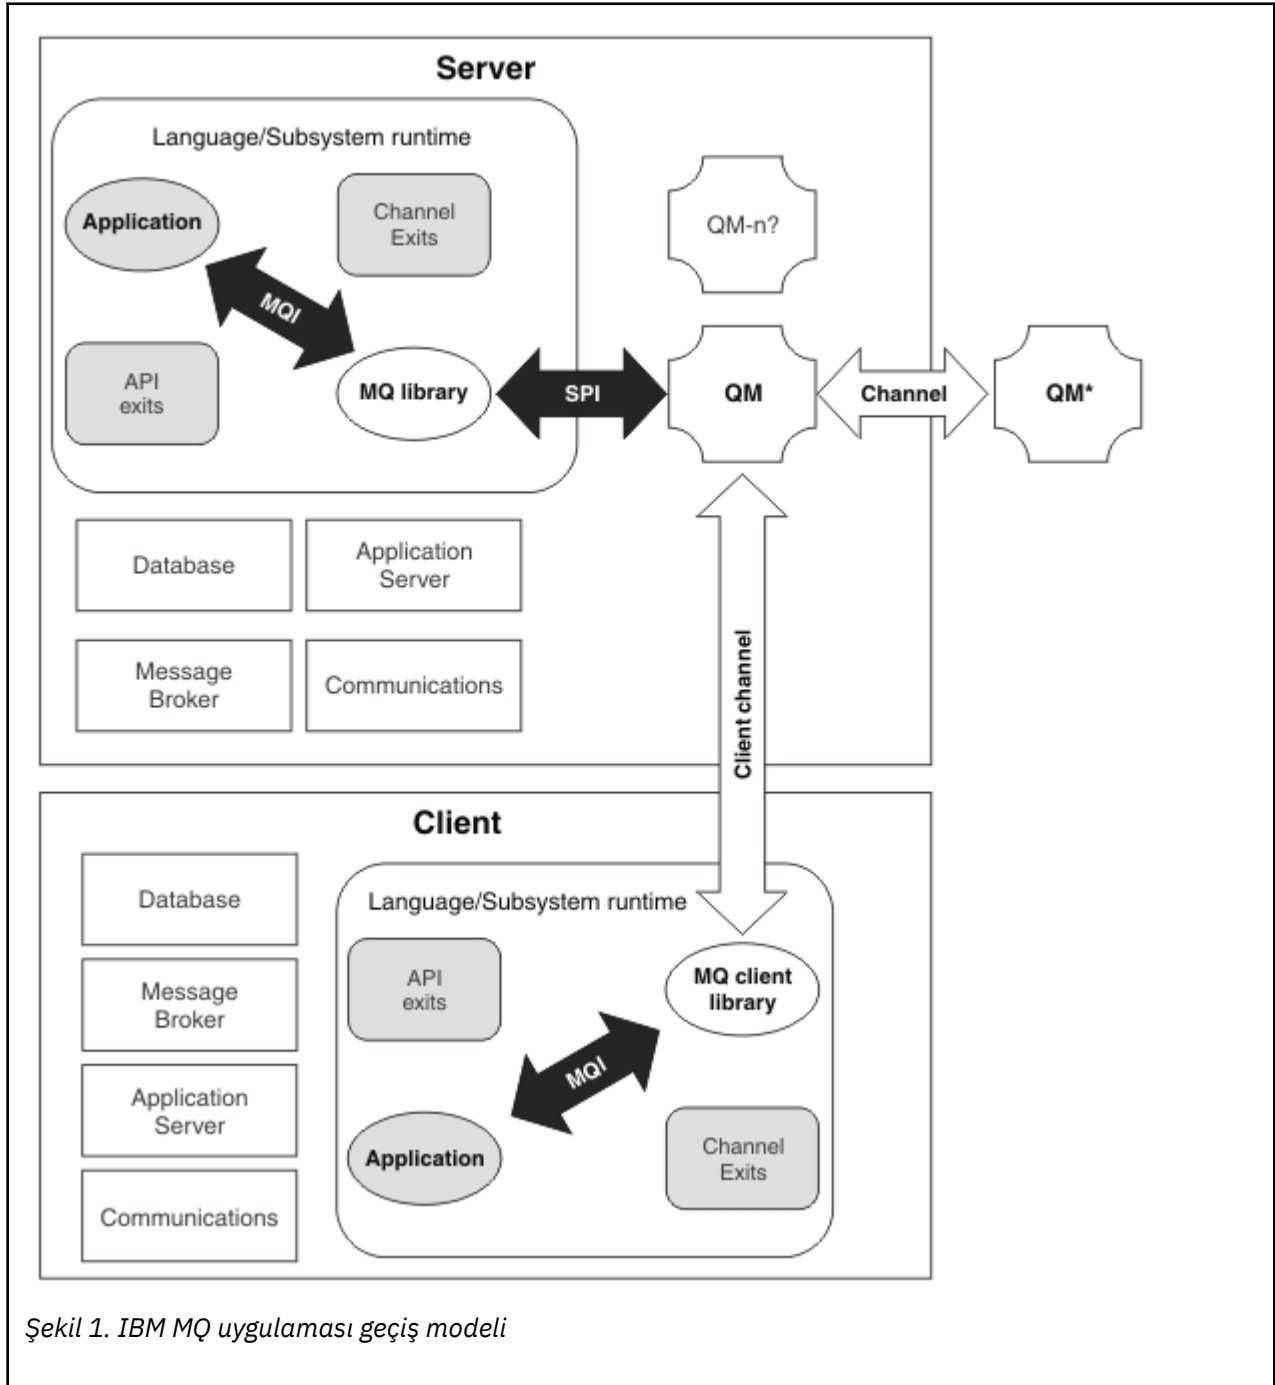 Server
Language/Subsystem runtime
Application
Channel
Exits
QM-n?
MQI
API
exits
MQ library
SPI
QM
Channel
QM*
Database
Application
Server
Message
Broker
Communications
Client channel
Client
Database
Language/Subsystem runtime
API
exits
MQ client
library
Message
Broker
MQI
Application
Server
Application
Channel
Exits
Communications
Şekil 1. IBM MQ uygulaması geçiş modeli